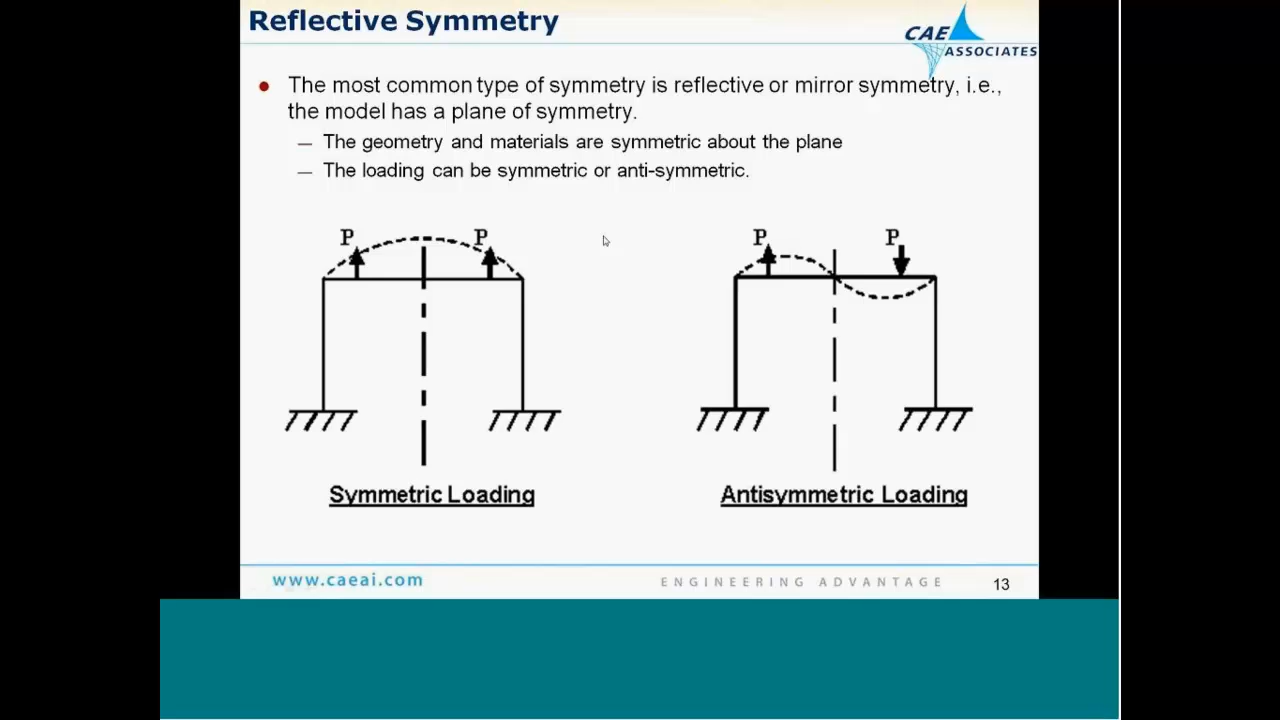 Reflective Symmetry
CAE
ASSOCIATES
The most common type of symmetry is reflective or mirror symmetry, i.e.,
the model has a plane of symmetry.
— The geometry and materials are symmetric about the plane
— The loading can be symmetric or anti-symmetric.
P P P P
Symmetric Loading Antisymmetric Loading
www.caeai.com ENGINEERING ADVANTAGE 13